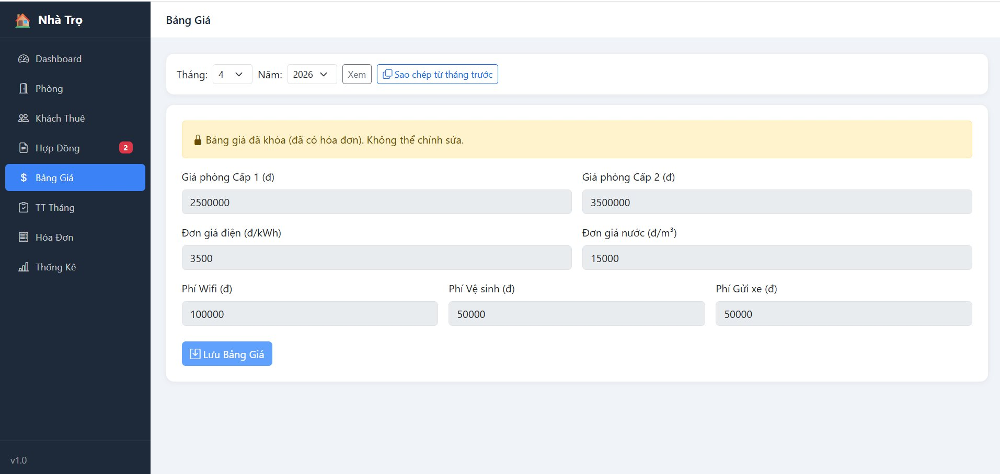 Nhà Trọ
Bảng Giá
Dashboard
Phòng
Khách Thuê
Hợp Đồng 2
Bảng Giá
TT Tháng
Hóa Đơn
Thống Kê
v1.0
Tháng: 4 Năm: 2026 Xem Sao chép từ tháng trước
Bảng giá đã khóa (đã có hóa đơn). Không thể chỉnh sửa.
Giá phòng Cấp 1 (đ) Giá phòng Cấp 2 (đ)
2500000 3500000
Đơn giá điện (đ/kWh) Đơn giá nước (đ/m³)
3500 15000
Phí Wifi (đ) Phí Vệ sinh (đ) Phí Gửi xe (đ)
100000 50000 50000
Lưu Bảng Giá